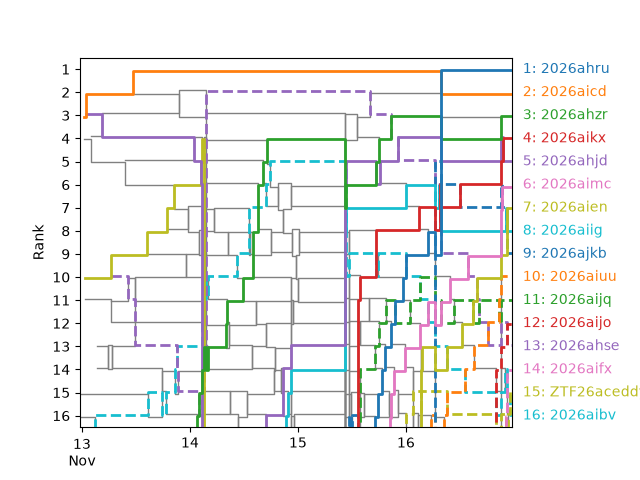 Rank
1
2
3
4
5
6
7
8
9
10
11
12
13
14
15
16
13
14
15
16
Nov
1: 2026ahru
2: 2026aicd
3: 2026ahzr
4: 2026aikx
5: 2026ahjd
6: 2026aimc
7: 2026aien
8: 2026aiig
9: 2026ajkb
10: 2026aiuu
11: 2026aijq
12: 2026aijo
13: 2026ahse
14: 2026aifx
15: ZTF26acedd
16: 2026aibv